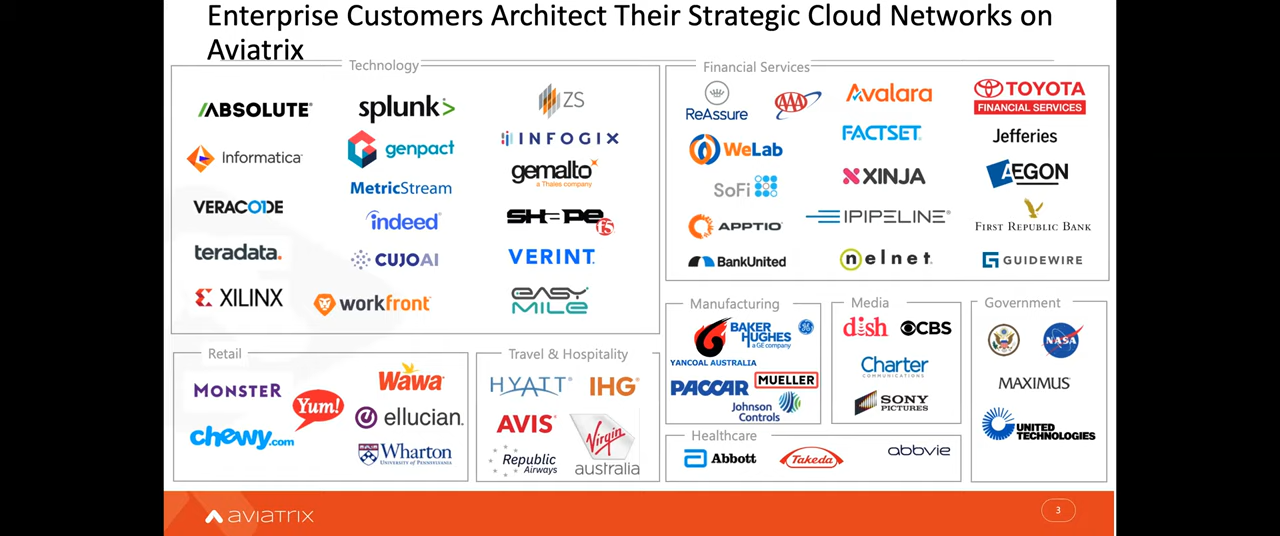 Enterprise Customers Architect Their Strategic Cloud Networks on
Aviatrix
Technology
/ABSOLUTE®
splunk>
ZS
Informatica
genpact
INFOGIX
MetricStream
gemalto
a Thales company
VERACODE
indeed
SHAPE
f5
teradata.
CUJOAI
VERINT.
XILINX
workfront
EASY
MILE
Financial Services
ReAssure
AAA
Avalara
TOYOTA
FINANCIAL SERVICES
WeLab
FACTSET
Jefferies
SoFi
XINJA
AEGON
APPTIO
IPIPELINE®
FIRST REPUBLIC BANK
BankUnited
nelnet
GUIDEWIRE
Retail
MONSTER
Yum!
Wawa
chewy.com
ellucian.
Wharton
UNIVERSITY OF PENNSYLVANIA
Travel & Hospitality
HYATT®
IHG®
AVIS
Virgin
australia
Republic
Airways
Manufacturing
BAKER
HUGHES
a GE company
YANCOAL AUSTRALIA
PACCAR
MUELLER
Johnson
Controls
Media
dish
CBS
Charter
COMMUNICATIONS
SONY
PICTURES
Government
NASA
MAXIMUS
UNITED
TECHNOLOGIES
Healthcare
Abbott
Takeda
abbvie
aviatrix
3